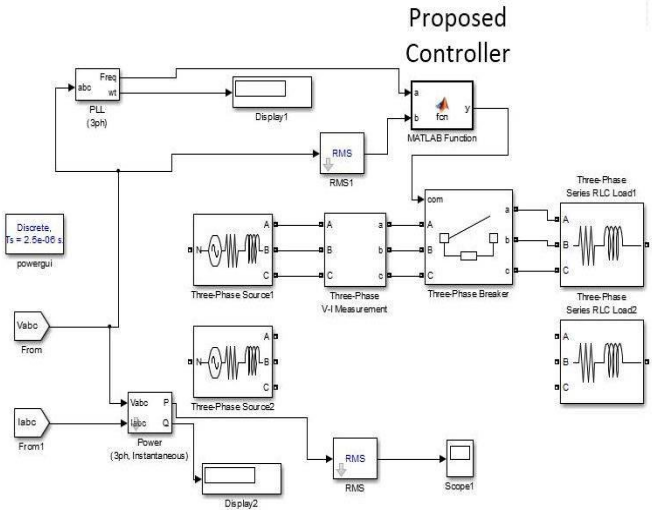 Proposed
Controller
abc
Freq
wt
PLL
(3ph)
Display1
a
b
fcn
y
MATLAB Function
RMS
RMS1
Discrete,
Ts = 2.5e-06 s.
powergui
N
A
B
C
Three-Phase Source1
A
B
C
a
b
c
Three-Phase
V-I Measurement
com
A
B
C
a
b
c
Three-Phase Breaker
Three-Phase
Series RLC Load1
A
B
C
Vabc
From
N
A
B
C
Three-Phase Source2
Three-Phase
Series RLC Load2
A
B
C
Iabc
From1
Vabc
Iabc
P
Q
Power
(3ph, Instantaneous)
Display2
RMS
RMS
Scope1